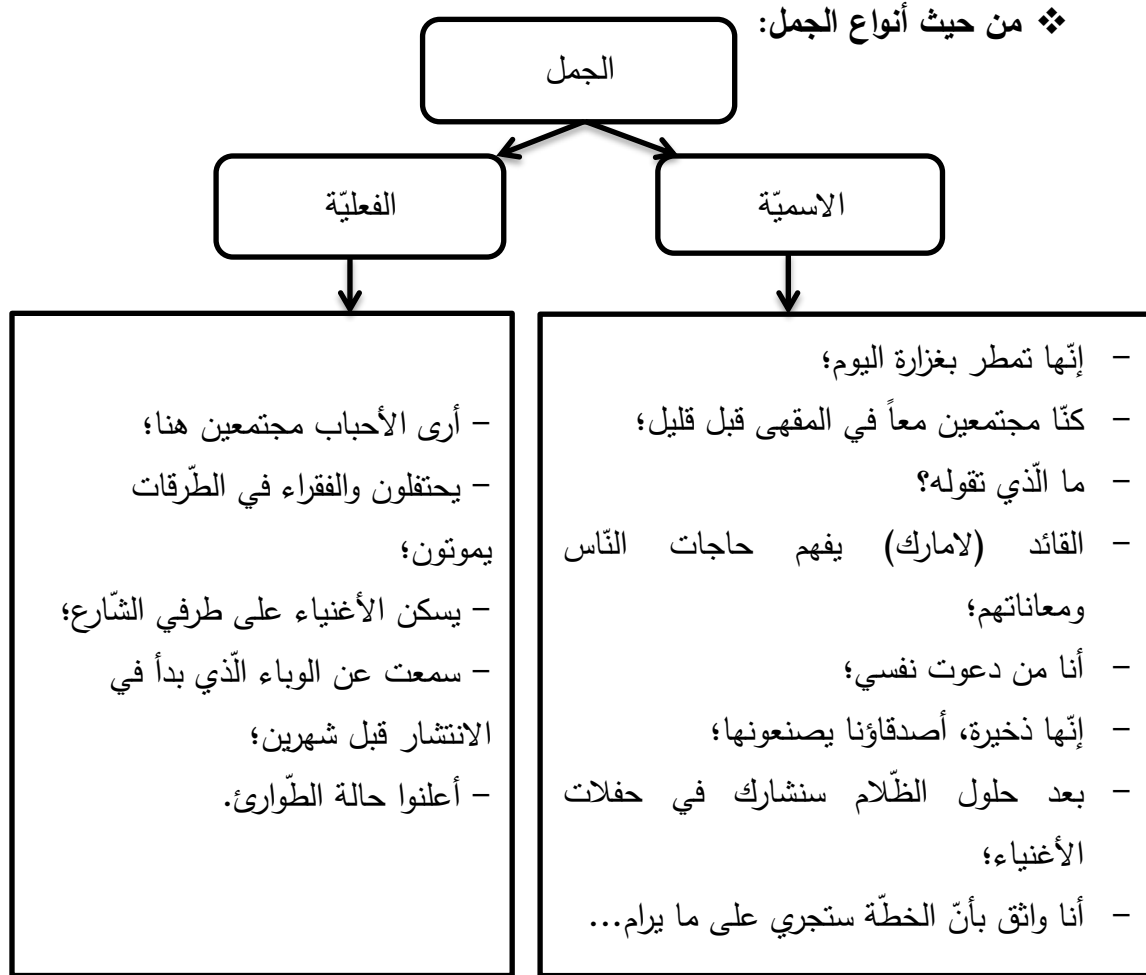 ❖ من حيث أنواع الجمل:
الجمل
الاسميّة
الفعليّة
- إنّها تمطر بغزارة اليوم؛
- كنّا مجتمعين معاً في المقهى قبل قليل؛
- ما الّذي تقوله؟
- القائد (لامارك) يفهم حاجات النّاس
ومعاناتهم؛
- أنا من دعوت نفسي؛
- إنّها ذخيرة، أصدقاؤنا يصنعونها؛
- بعد حلول الظّلام سنشارك في حفلات
الأغنياء؛
- أنا واثق بأنّ الخطّة ستجري على ما يرام...
- أرى الأحباب مجتمعين هنا؛
- يحتفلون والفقراء في الطّرقات
يموتون؛
- يسكن الأغنياء على طرفي الشّارع؛
- سمعت عن الوباء الّذي بدأ في
الانتشار قبل شهرين؛
- أعلنوا حالة الطّوارئ.